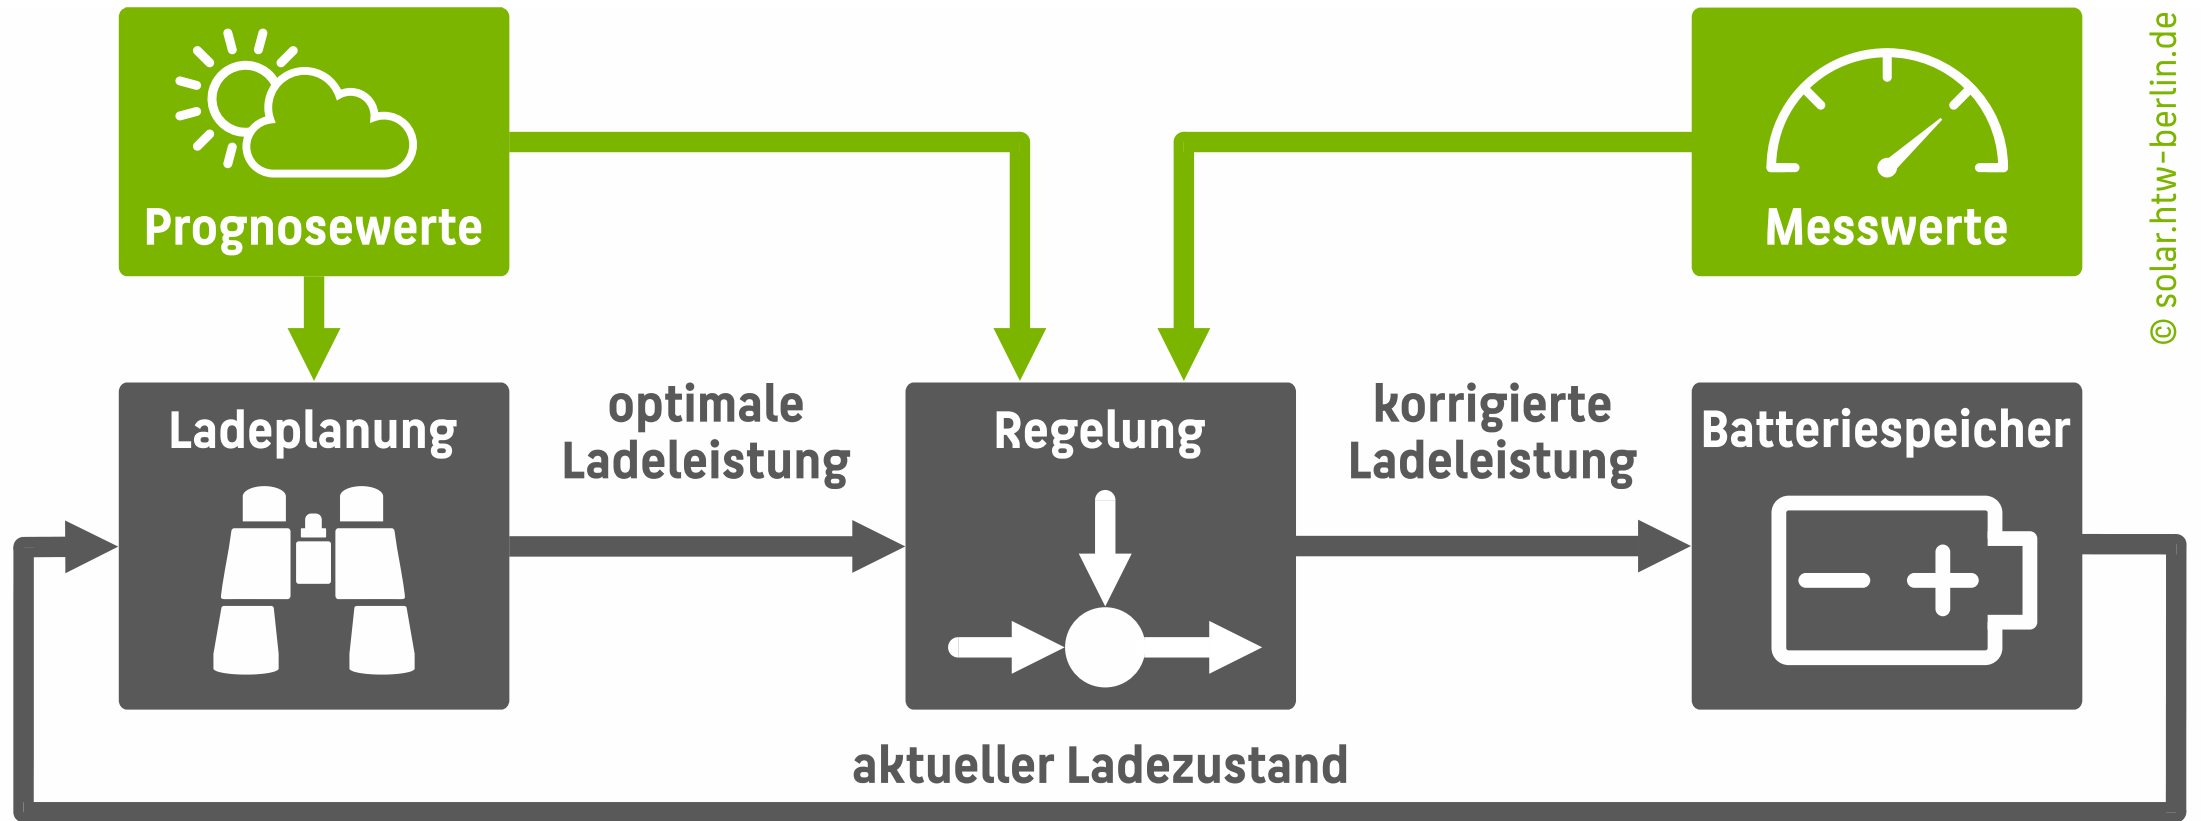 Prognosewerte
Messwerte
© solar.htw-berlin.de
Ladeplanung
optimale
Ladeleistung
Regelung
korrigierte
Ladeleistung
Batteriespeicher
aktueller Ladezustand